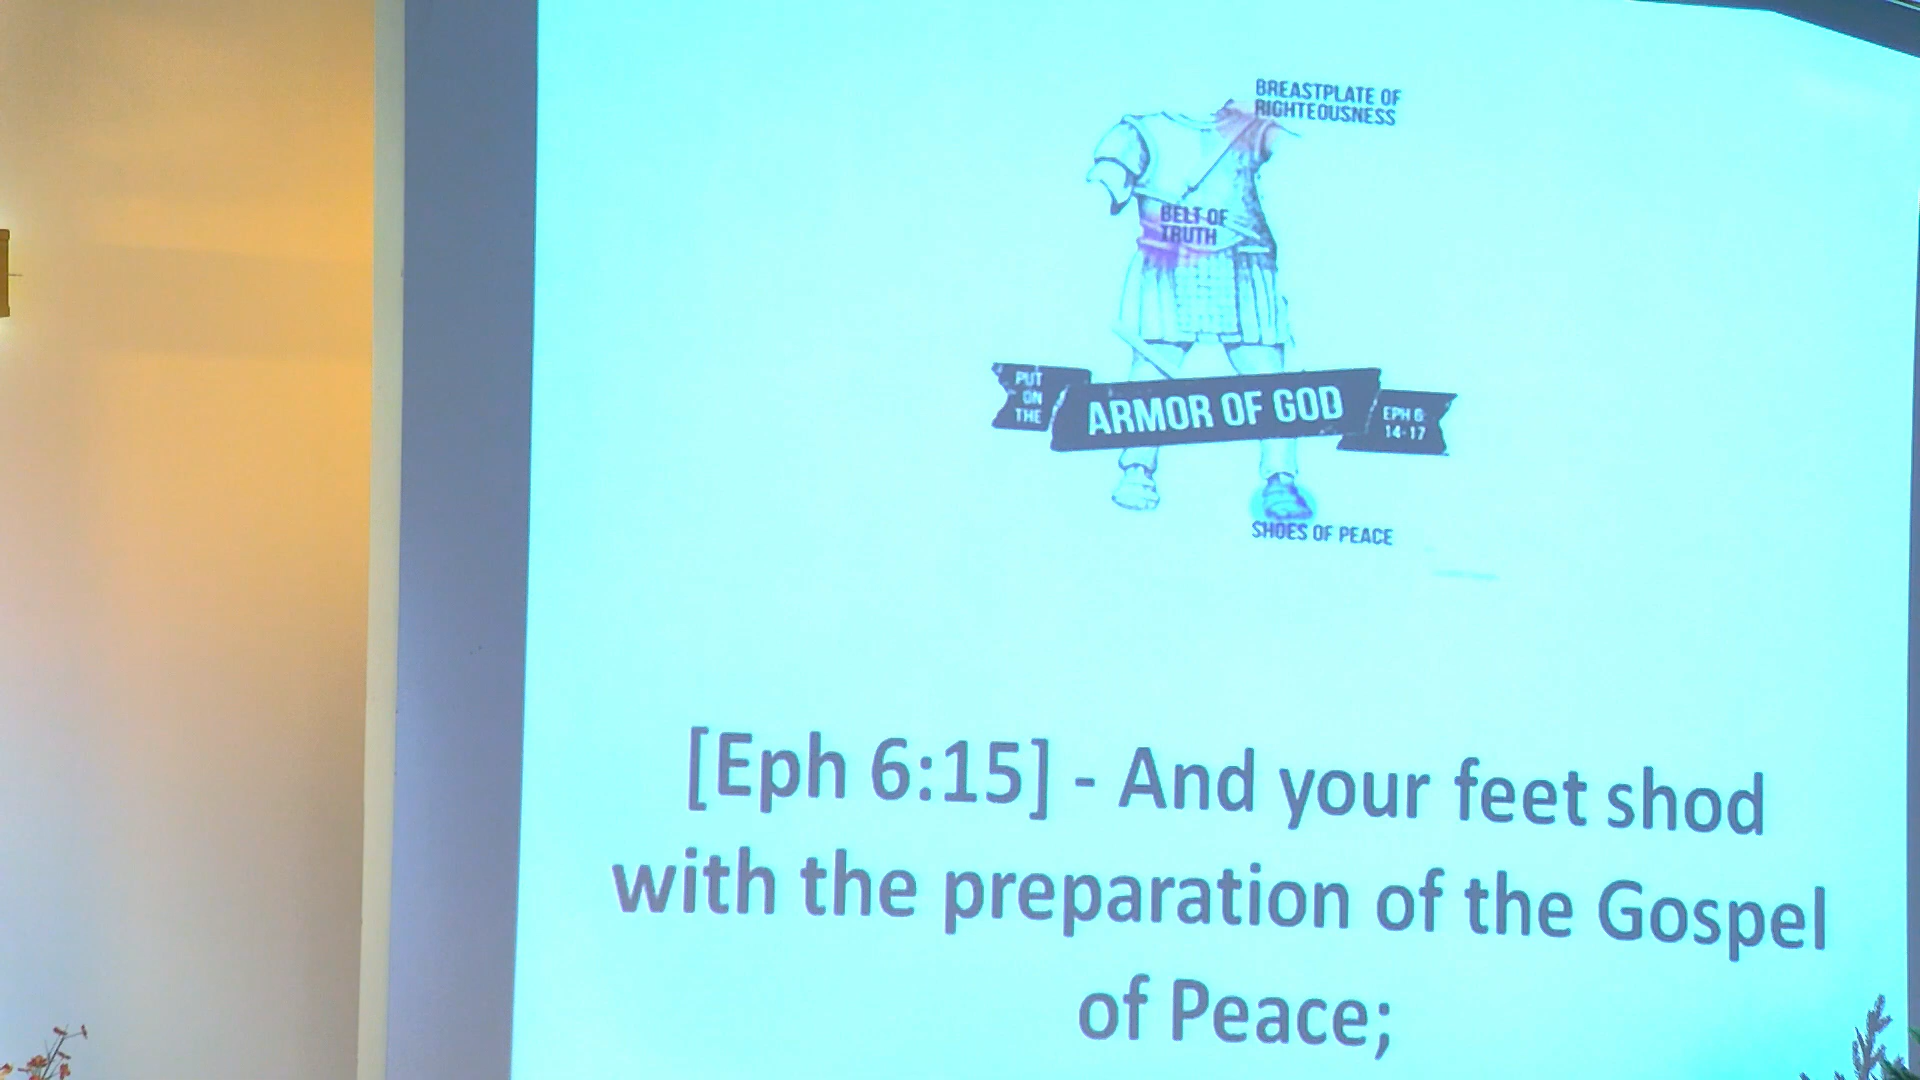 BREASTPLATE OF
RIGHTEOUSNESS
BELT OF
TRUTH
PUT
ON
THE
ARMOR OF GOD
EPH 6:
14-17
SHOES OF PEACE
[Eph 6:15] - And your feet shod
with the preparation of the Gospel
of Peace;